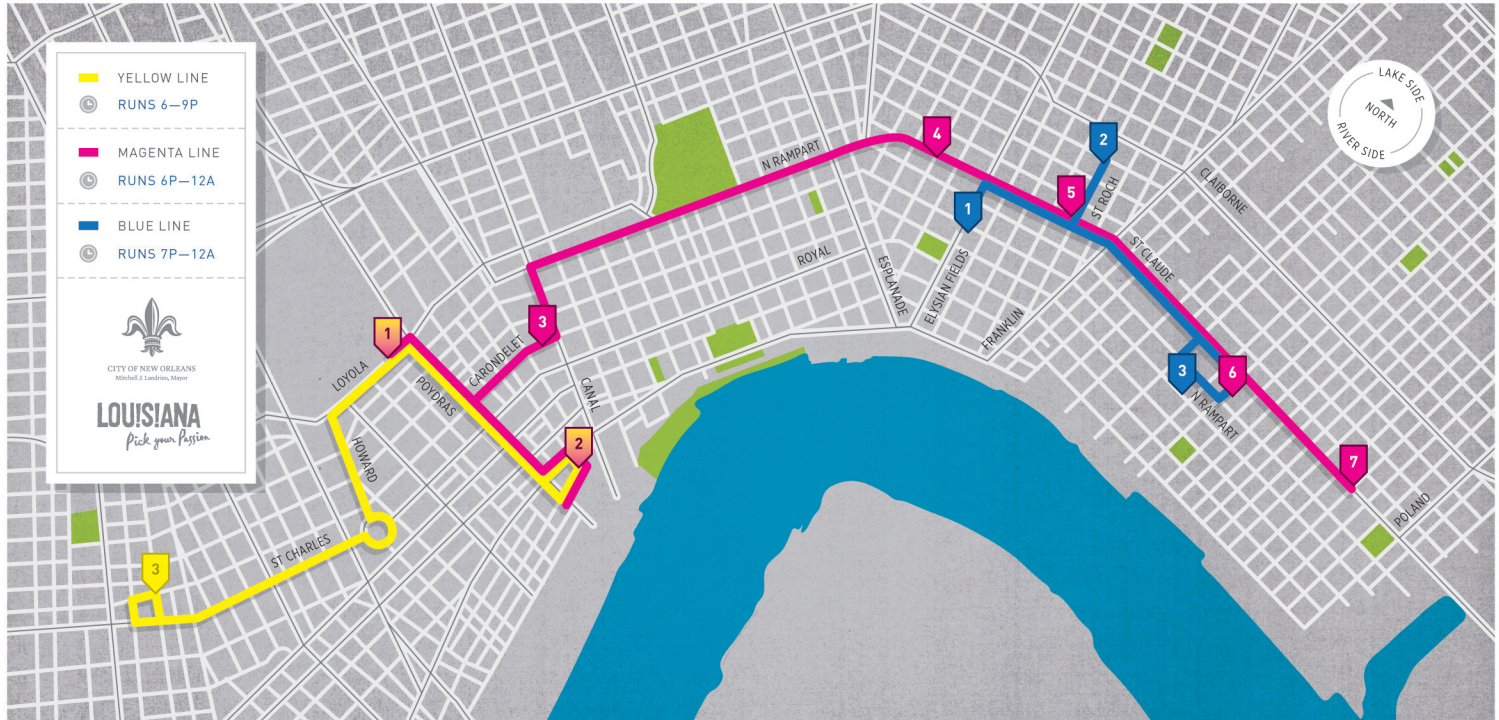 YELLOW LINE
RUNS 6—9P
MAGENTA LINE
RUNS 6P—12A
BLUE LINE
RUNS 7P—12A
CITY OF NEW ORLEANS
Mitchell J. Landrieu, Mayor
LOU!S!ANA
Pick your Passion
LAKE SIDE
NORTH
RIVER SIDE
4
2
N RAMPART
5
ST ROCH
CLAIBORNE
1
ROYAL
ESPLANADE
ELYSIAN FIELDS
ST CLAUDE
FRANKLIN
3
1
CARONDELET
LOYOLA
POYDRAS
CANAL
3
6
N RAMPART
2
HOWARD
7
POLAND
ST CHARLES
3